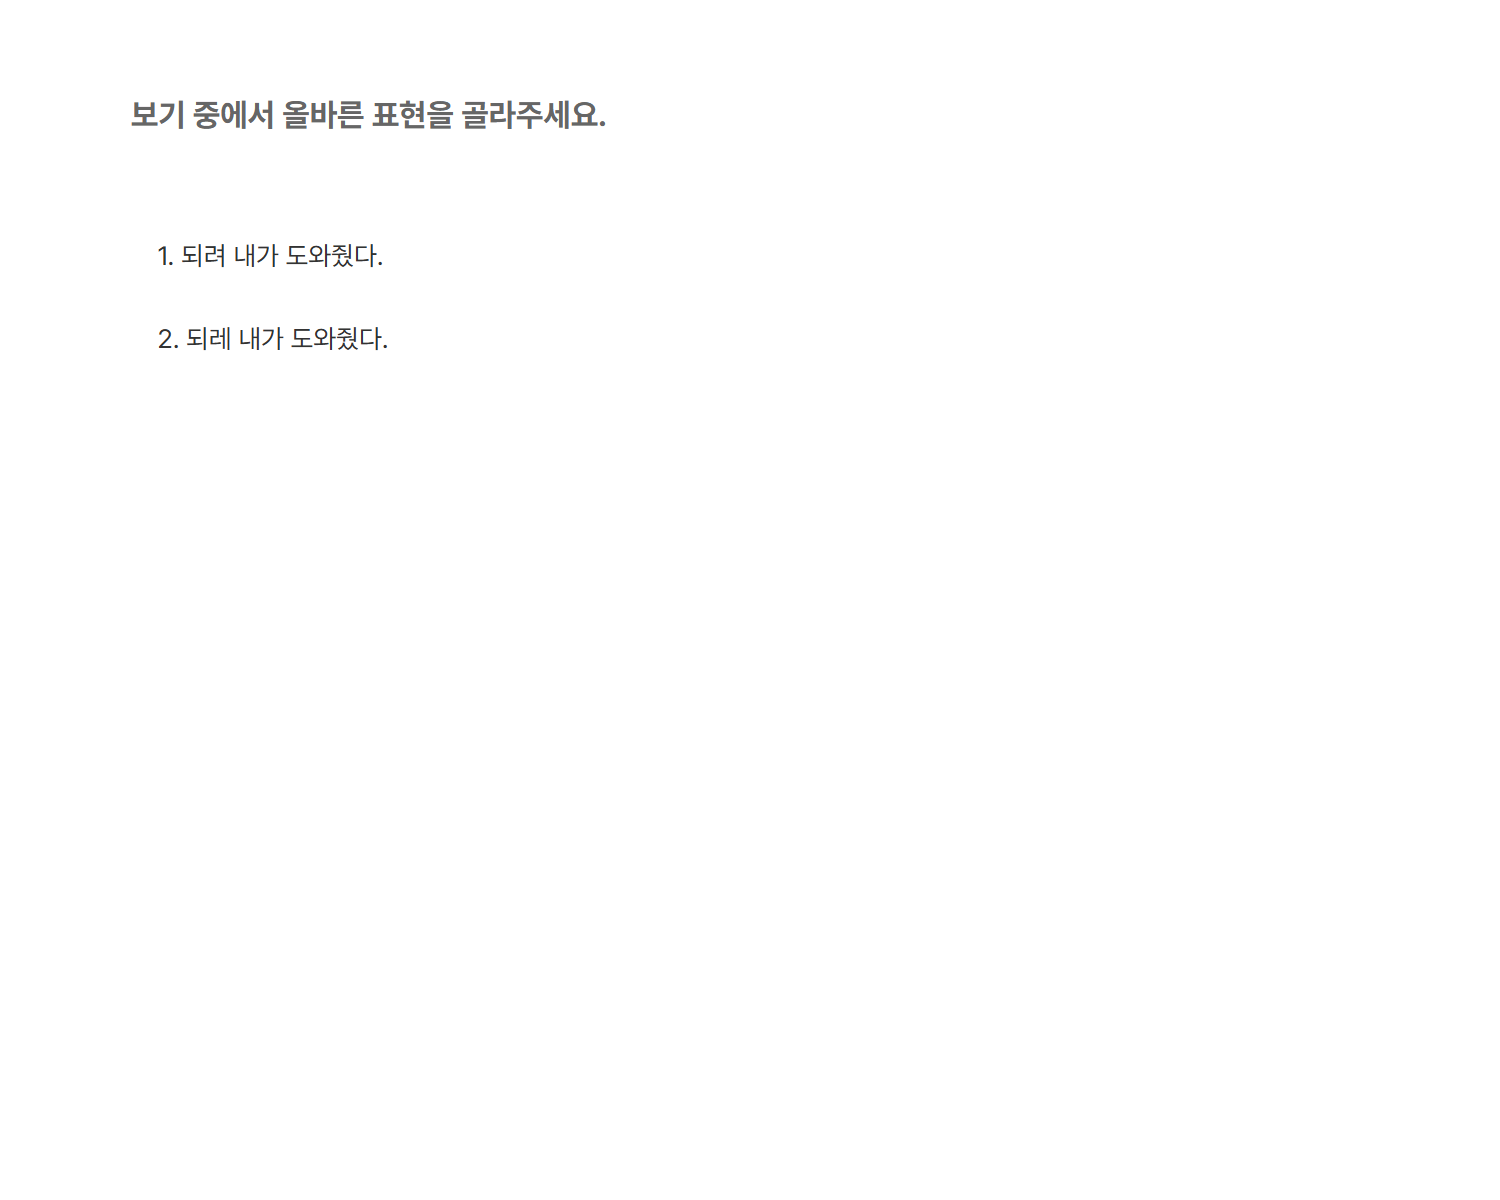 보기 중에서 올바른 표현을 골라주세요.
1. 되려 내가 도와줬다.
2. 되레 내가 도와줬다.